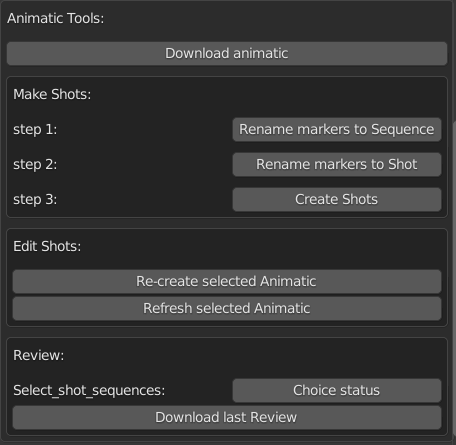 Animatic Tools:
Download animatic
Make Shots:
step 1: Rename markers to Sequence
step 2: Rename markers to Shot
step 3: Create Shots
Edit Shots:
Re-create selected Animatic
Refresh selected Animatic
Review:
Select_shot_sequences: Choice status
Download last Review